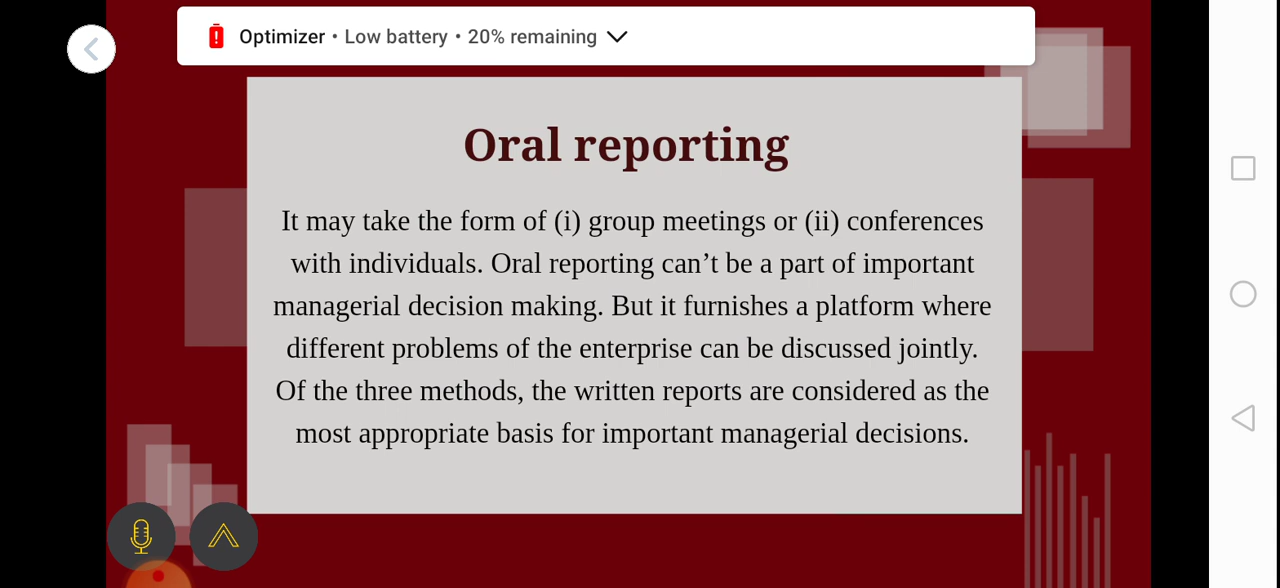 Optimizer • Low battery • 20% remaining
Oral reporting
It may take the form of (i) group meetings or (ii) conferences
with individuals. Oral reporting can’t be a part of important
managerial decision making. But it furnishes a platform where
different problems of the enterprise can be discussed jointly.
Of the three methods, the written reports are considered as the
most appropriate basis for important managerial decisions.